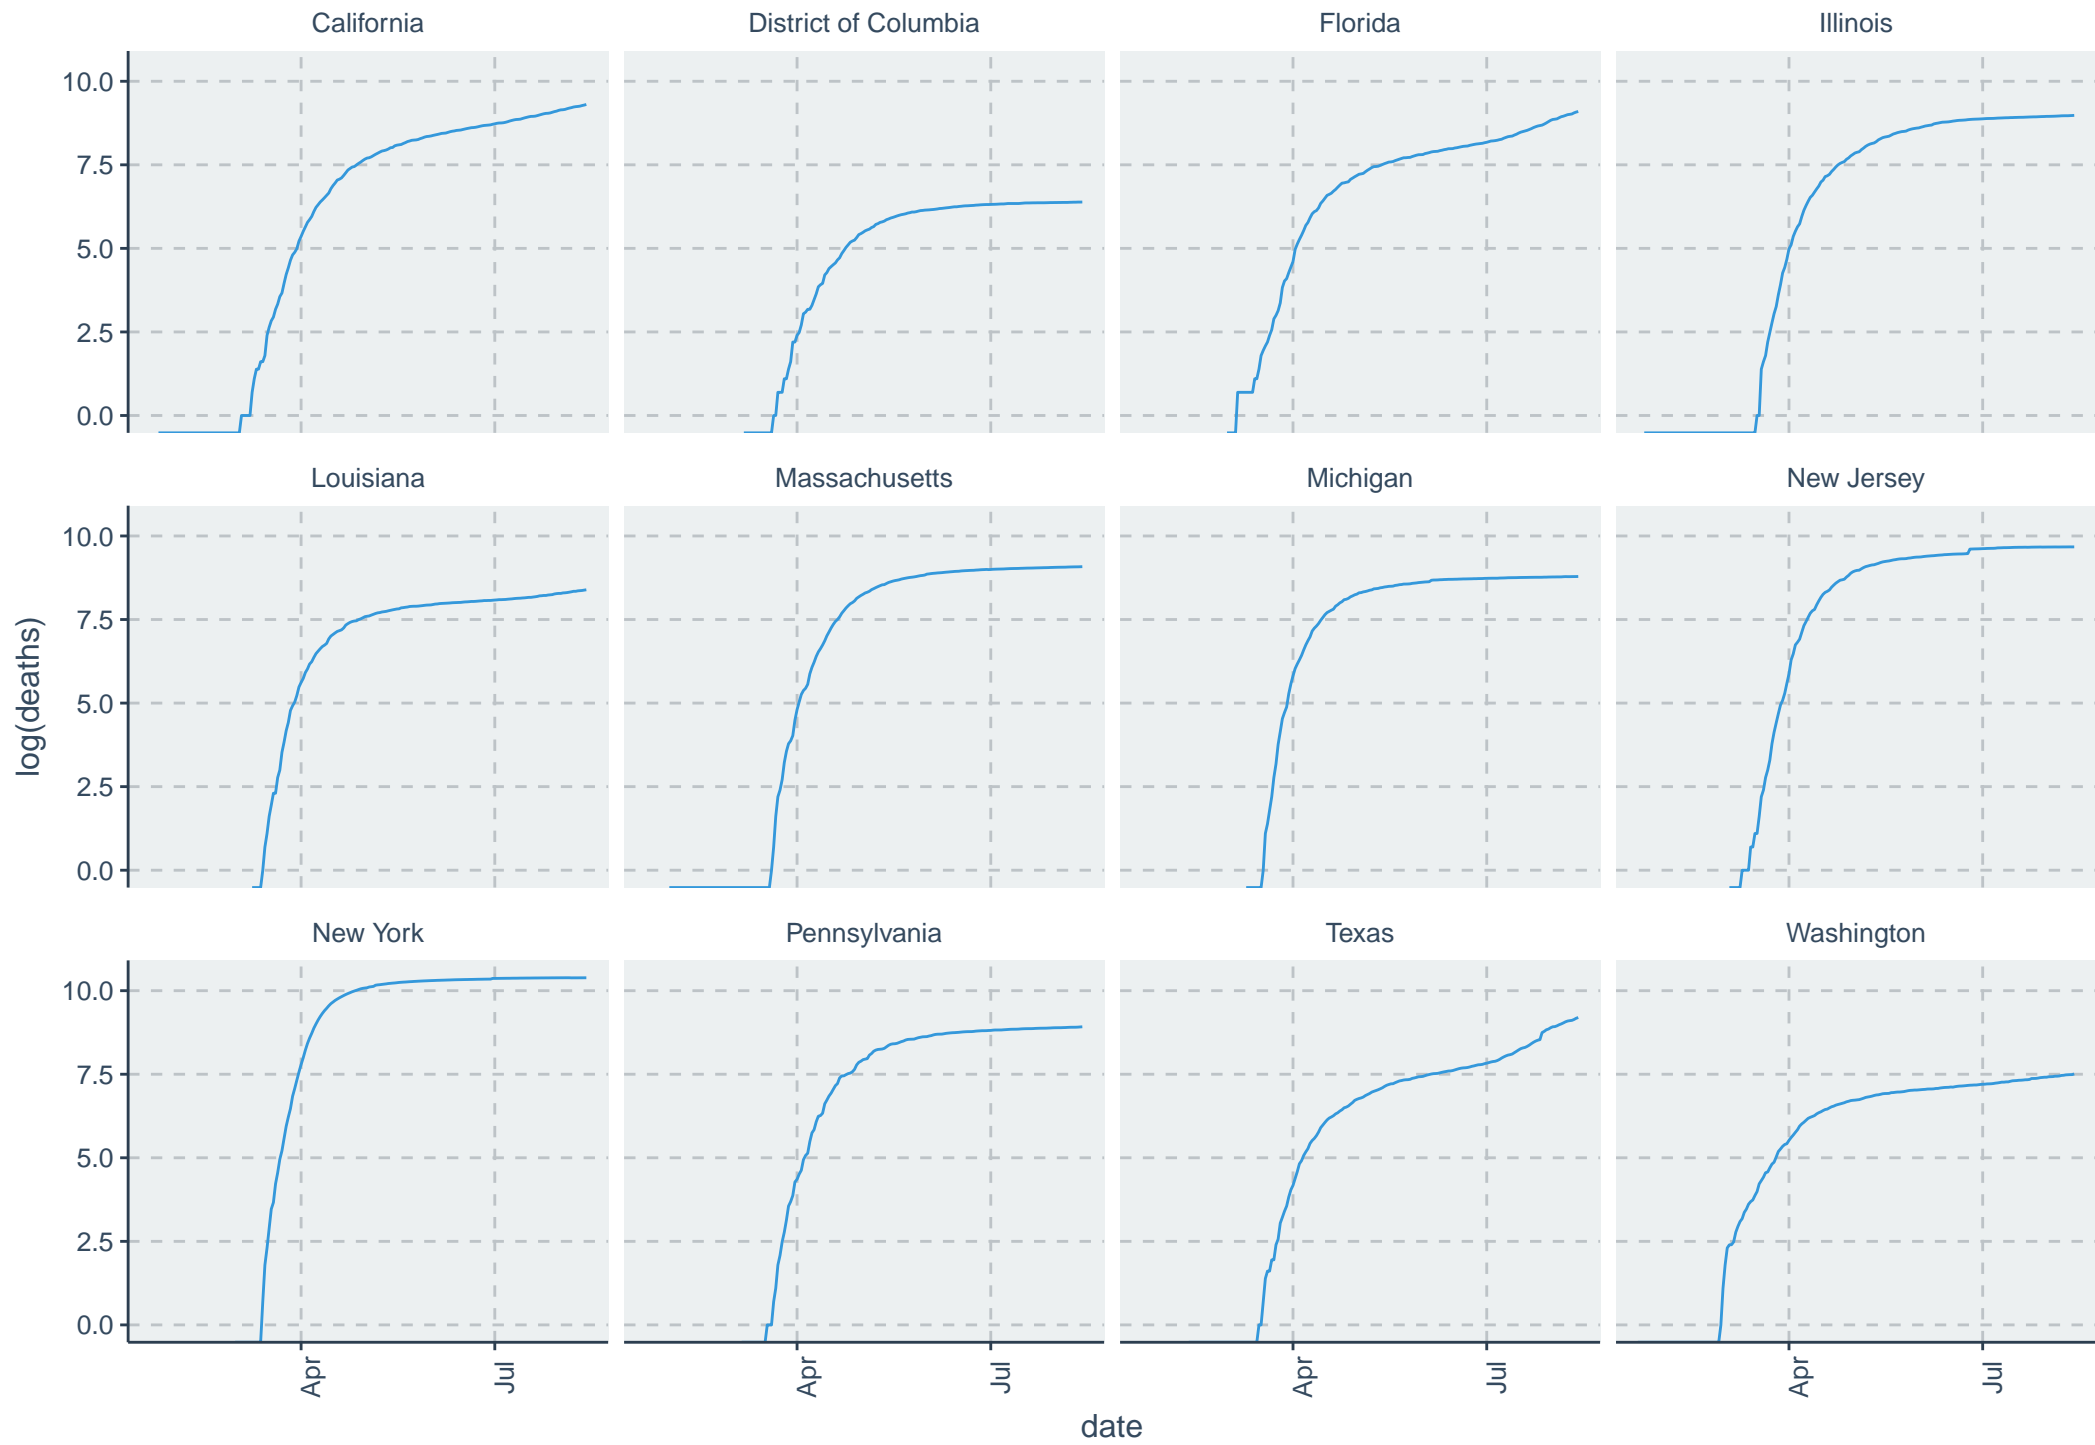 California District of Columbia Florida Illinois
10.0
7.5
5.0
2.5
0.0
Louisiana Massachusetts Michigan New Jersey
10.0
7.5
5.0
2.5
0.0
log(deaths)
New York Pennsylvania Texas Washington
10.0
7.5
5.0
2.5
0.0
Apr Jul Apr Jul Apr Jul Apr Jul
date